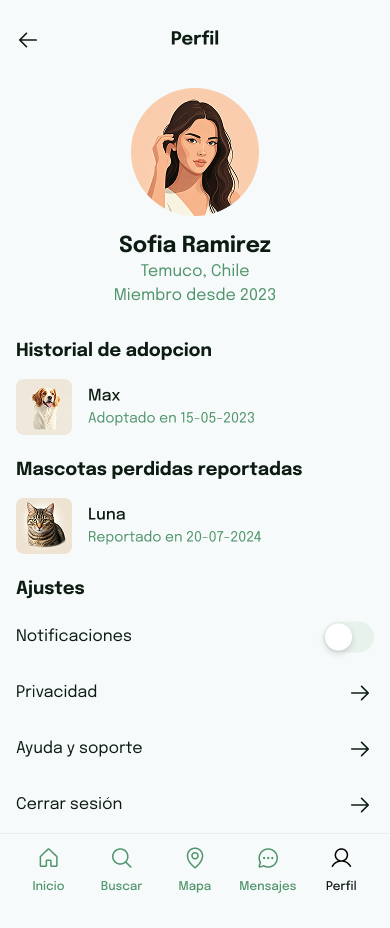 Perfil
Sofia Ramirez
Temuco, Chile
Miembro desde 2023
Historial de adopcion
Max
Adoptado en 15-05-2023
Mascotas perdidas reportadas
Luna
Reportado en 20-07-2024
Ajustes
Notificaciones
Privacidad
Ayuda y soporte
Cerrar sesión
Inicio Buscar Mapa Mensajes Perfil